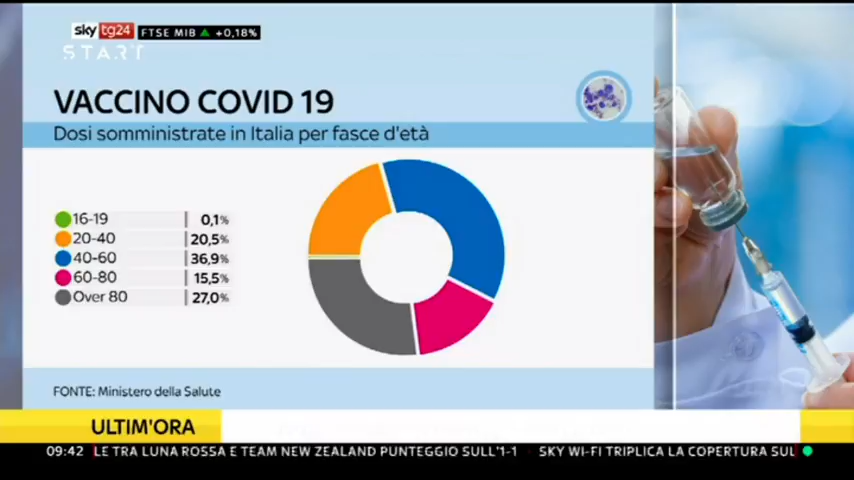 sky tg24
START
FTSE MIB ▲ +0,18%
VACCINO COVID 19
Dosi somministrate in Italia per fasce d'età
16-19 0,1%
20-40 20,5%
40-60 36,9%
60-80 15,5%
Over 80 27,0%
FONTE: Ministero della Salute
ULTIM'ORA
09:42 LE TRA LUNA ROSSA E TEAM NEW ZEALAND PUNTEGGIO SULL'1-1 · SKY WI-FI TRIPLICA LA COPERTURA SUL